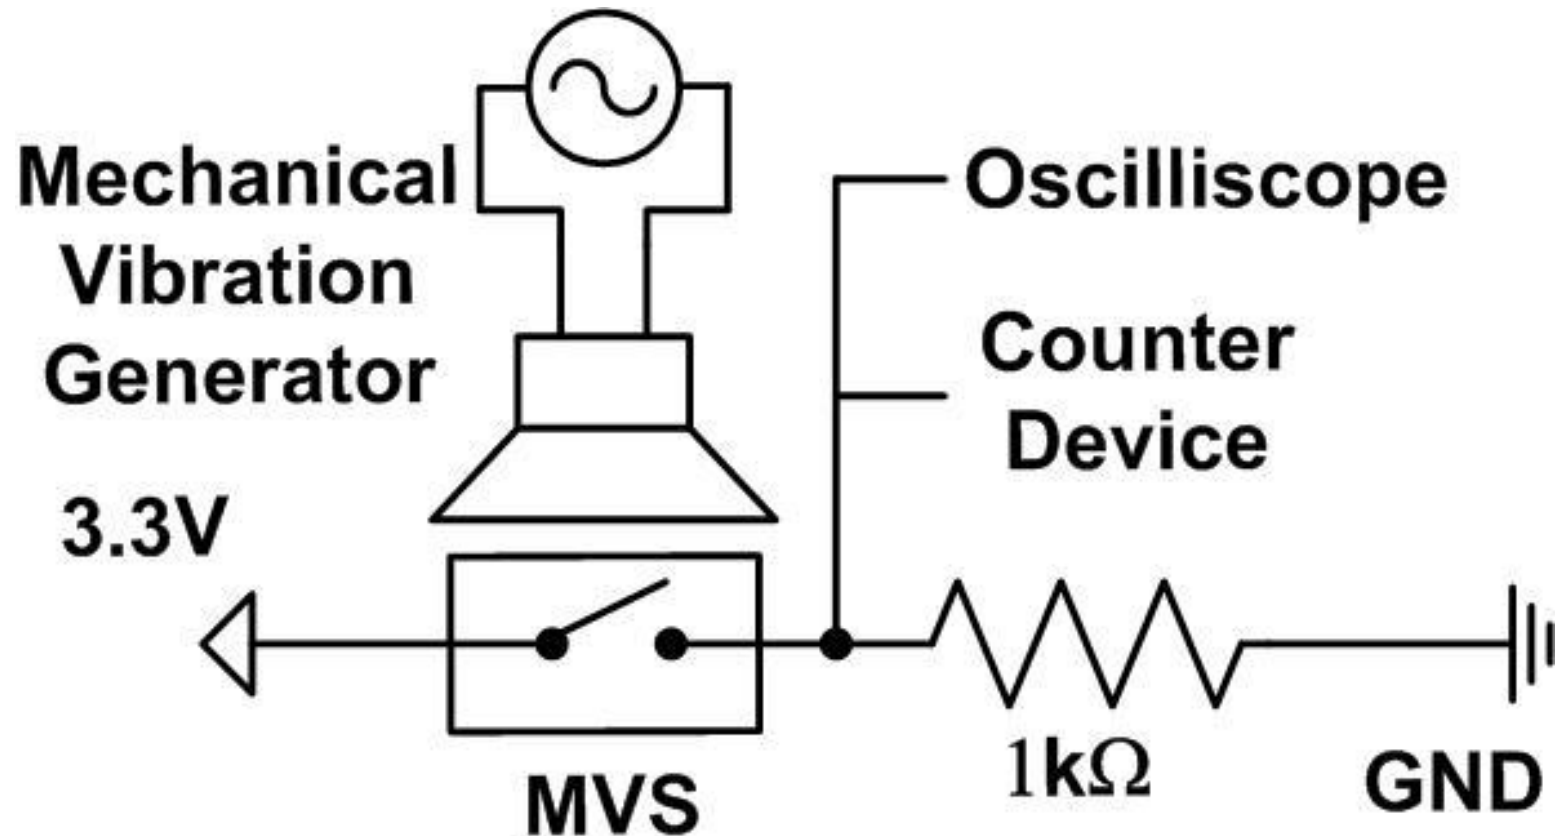 Mechanical
Vibration
Generator
Oscilliscope
Counter
Device
3.3V
MVS
1kΩ
GND